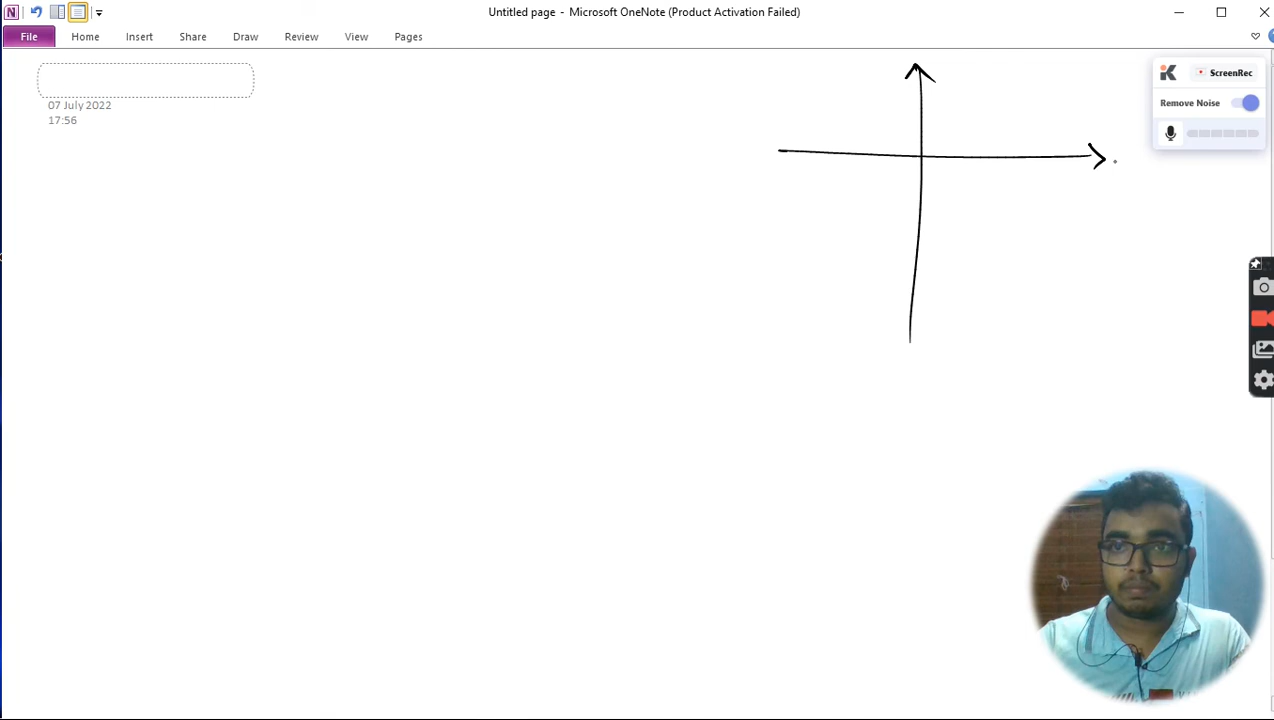 Untitled page - Microsoft OneNote (Product Activation Failed)
File Home Insert Share Draw Review View Pages
ScreenRec
Remove Noise
07 July 2022
17:56